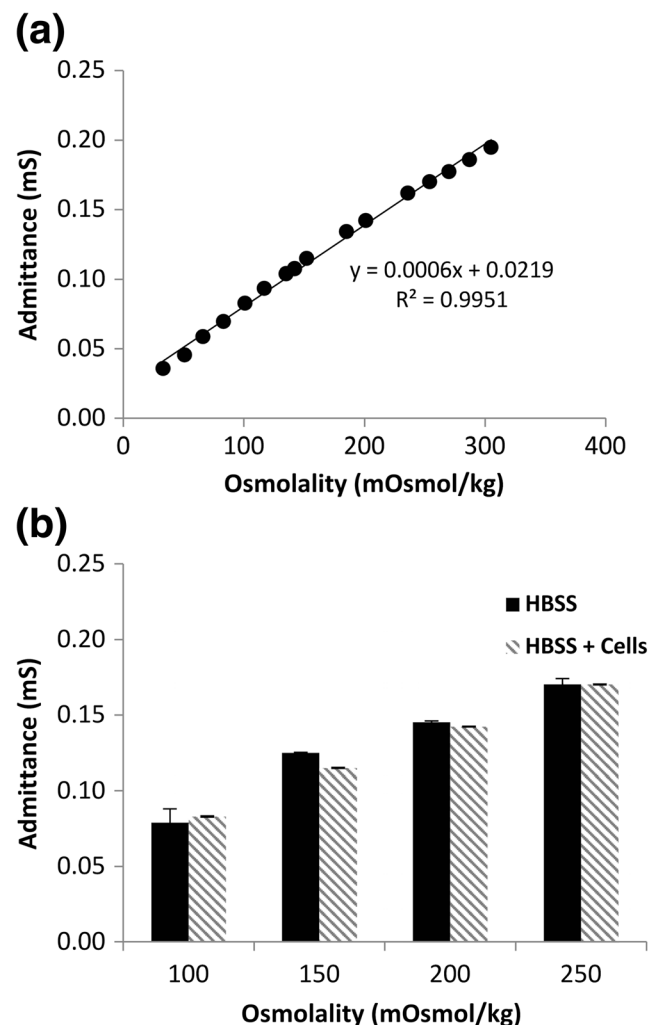 (a)
0.25
0.20
0.15
0.10
0.05
0.00
Admittance (mS)
y = 0.0006x + 0.0219
R² = 0.9951
0 100 200 300 400
Osmolality (mOsmol/kg)
(b)
0.25
0.20
0.15
0.10
0.05
0.00
Admittance (mS)
HBSS
HBSS + Cells
100 150 200 250
Osmolality (mOsmol/kg)